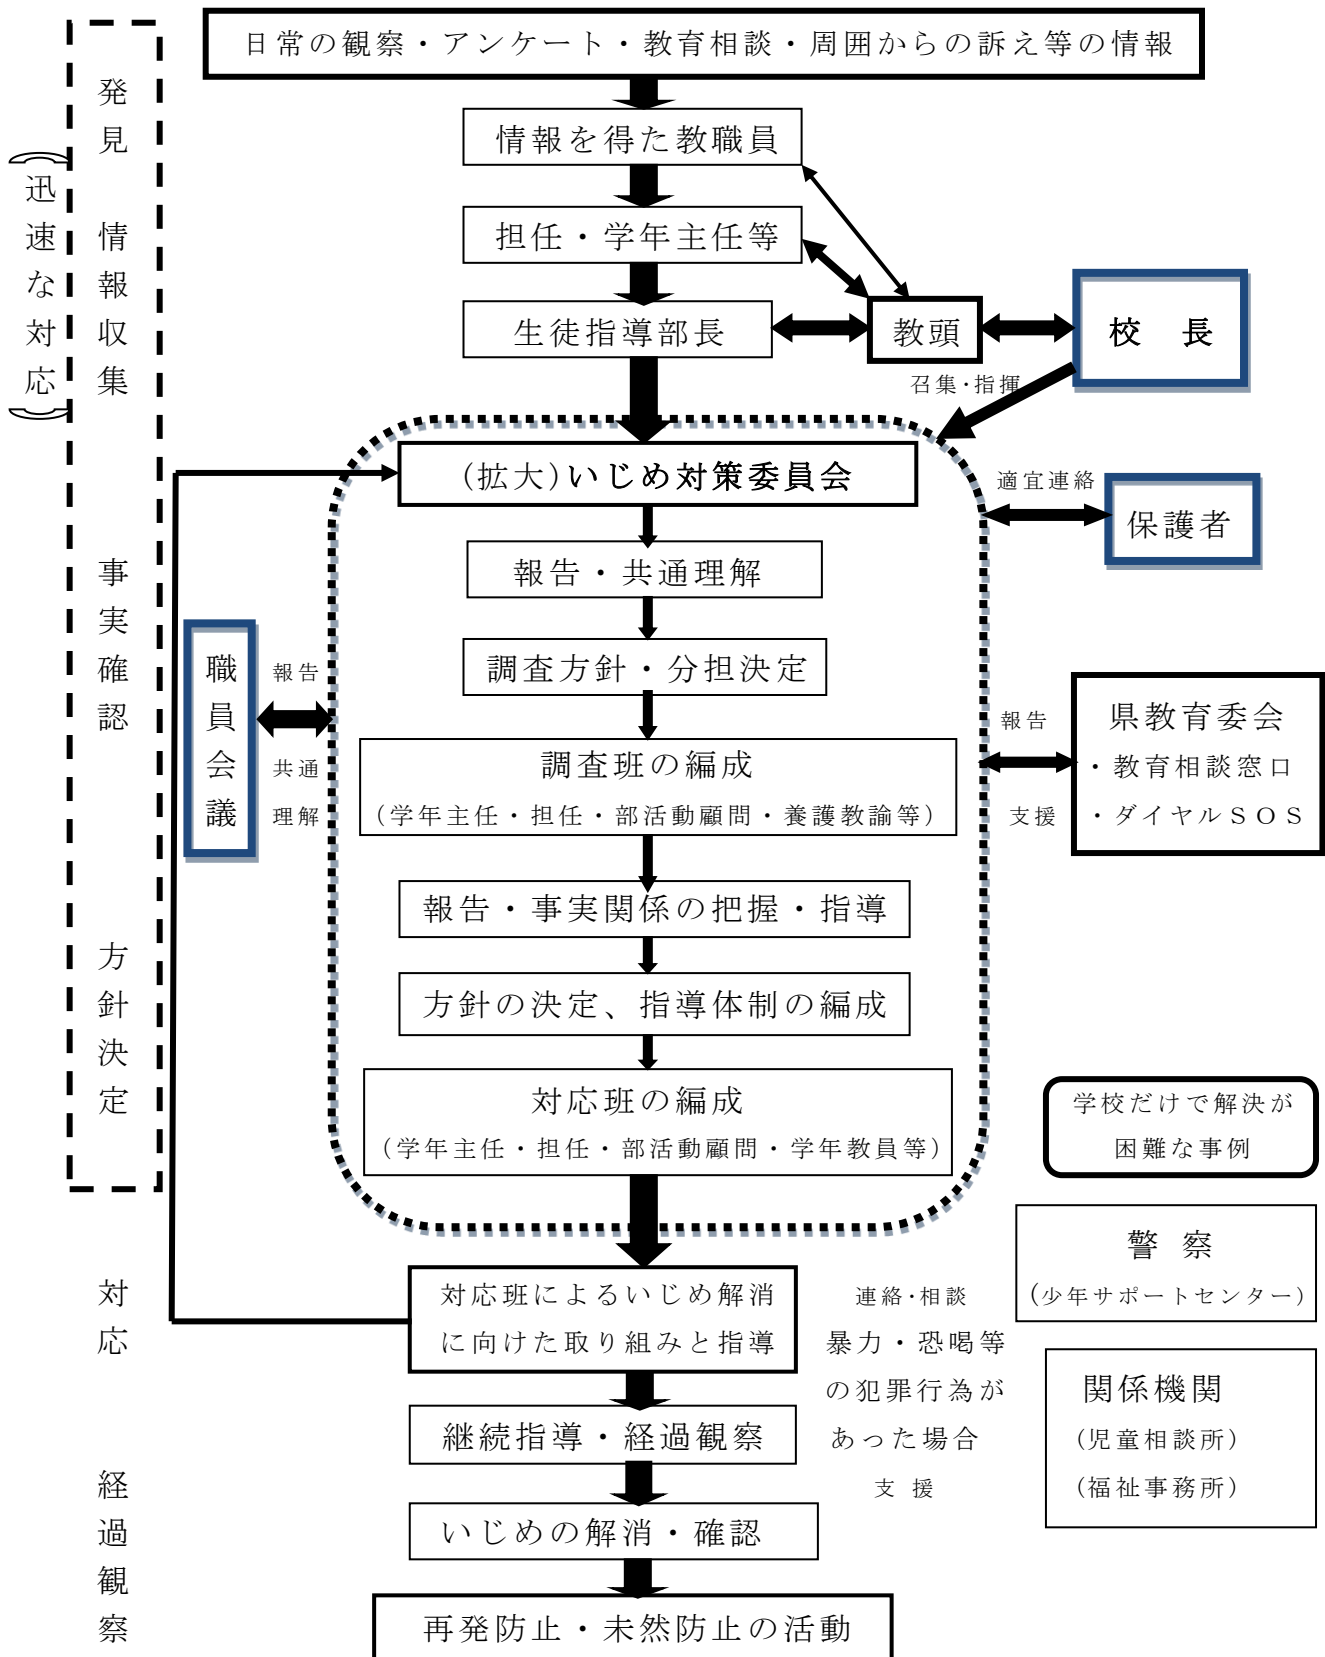 日常の観察・アンケート・教育相談・周囲からの訴え等の情報
発見 情報収集 事実確認 方針決定
(迅速な対応)
情報を得た教職員
担任・学年主任等
生徒指導部長
教頭
校 長
召集・指揮
(拡大)いじめ対策委員会
適宜連絡
保護者
報告・共通理解
調査方針・分担決定
職員会議
報告
共通
理解
調査班の編成
(学年主任・担任・部活動顧問・養護教諭等)
報告
支援
県教育委会
・教育相談窓口
・ダイヤルSOS
報告・事実関係の把握・指導
方針の決定、指導体制の編成
対応班の編成
(学年主任・担任・部活動顧問・学年教員等)
学校だけで解決が
困難な事例
警 察
(少年サポートセンター)
対応
対応班によるいじめ解消
に向けた取り組みと指導
連絡・相談
暴力・恐喝等
の犯罪行為が
あった場合
支 援
関係機関
(児童相談所)
(福祉事務所)
継続指導・経過観察
経過観察
いじめの解消・確認
再発防止・未然防止の活動